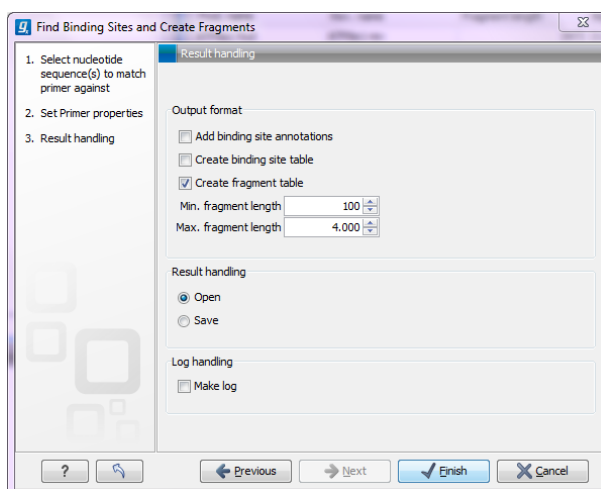 Find Binding Sites and Create Fragments
1. Select nucleotide
sequence(s) to match
primer against
2. Set Primer properties
3. Result handling
Result handling
Output format
Add binding site annotations
Create binding site table
Create fragment table
Min. fragment length 100
Max. fragment length 4.000
Result handling
Open
Save
Log handling
Make log
? Previous Next Finish Cancel